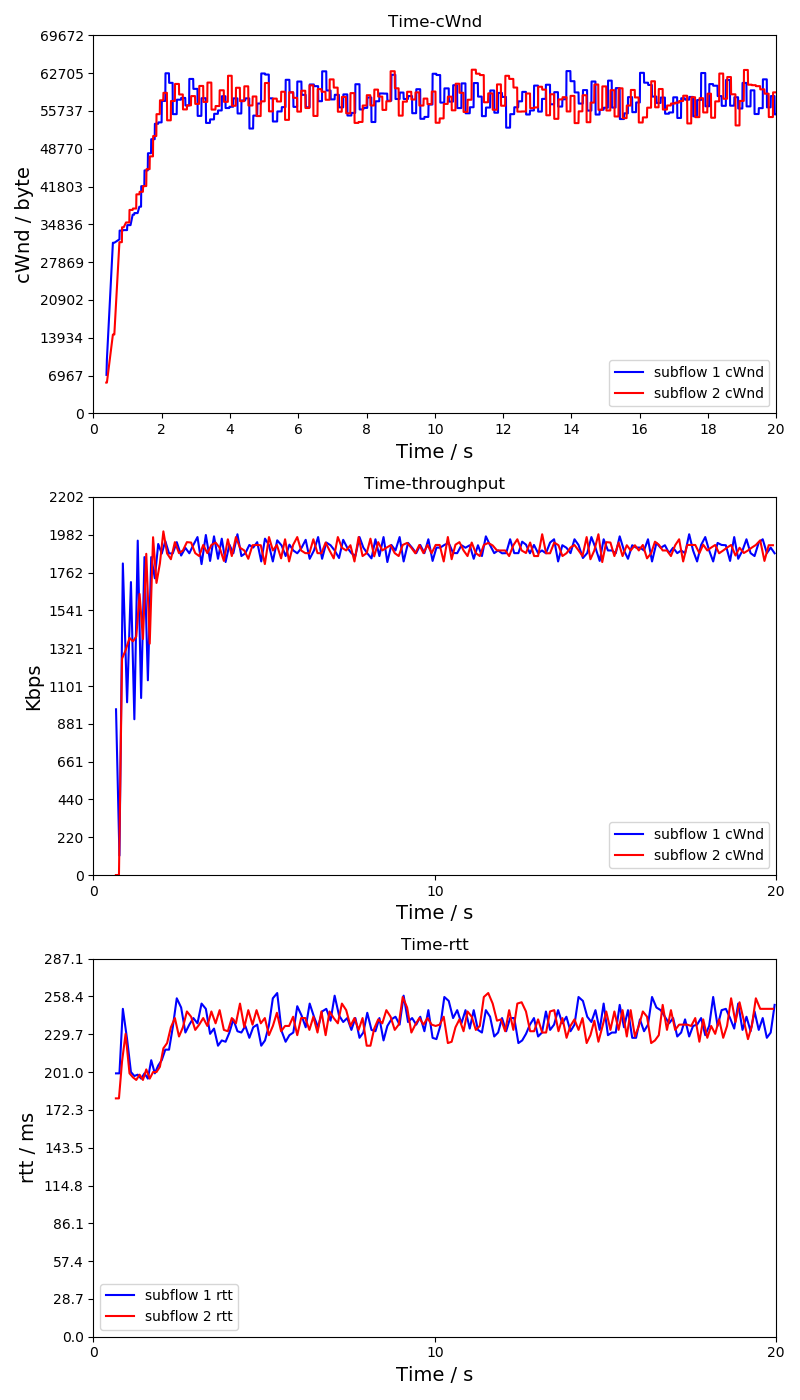 Time-cWnd
69672
62705
55737
48770
41803
34836
27869
20902
13934
6967
0
cWnd / byte
subflow 1 cWnd
subflow 2 cWnd
0 2 4 6 8 10 12 14 16 18 20
Time / s
Time-throughput
2202
1982
1762
1541
1321
1101
881
661
440
220
0
Kbps
subflow 1 cWnd
subflow 2 cWnd
0 10 20
Time / s
Time-rtt
287.1
258.4
229.7
201.0
172.3
143.5
114.8
86.1
57.4
28.7
0.0
rtt / ms
subflow 1 rtt
subflow 2 rtt
0 10 20
Time / s